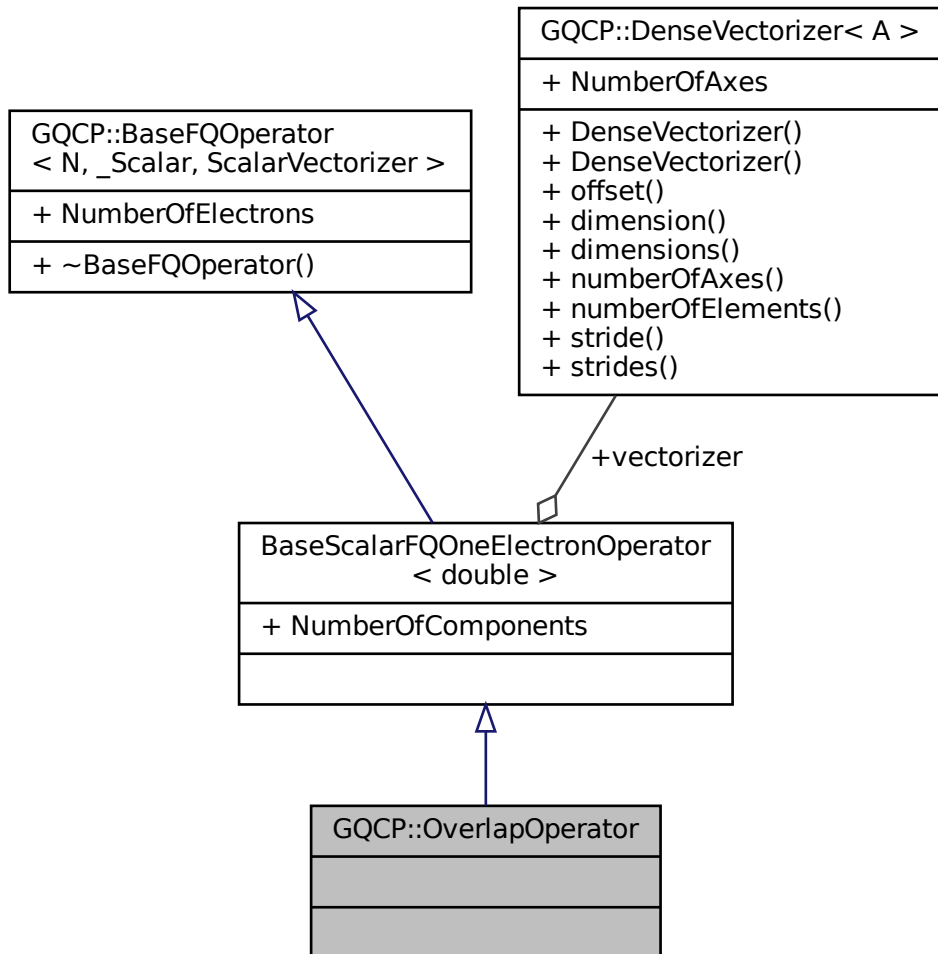 GQCP::DenseVectorizer< A >
+ NumberOfAxes
+ DenseVectorizer()
+ DenseVectorizer()
+ offset()
+ dimension()
+ dimensions()
+ numberOfAxes()
+ numberOfElements()
+ stride()
+ strides()
GQCP::BaseFQOperator
< N, _Scalar, ScalarVectorizer >
+ NumberOfElectrons
+ ~BaseFQOperator()
+vectorizer
BaseScalarFQOneElectronOperator
< double >
+ NumberOfComponents
GQCP::OverlapOperator